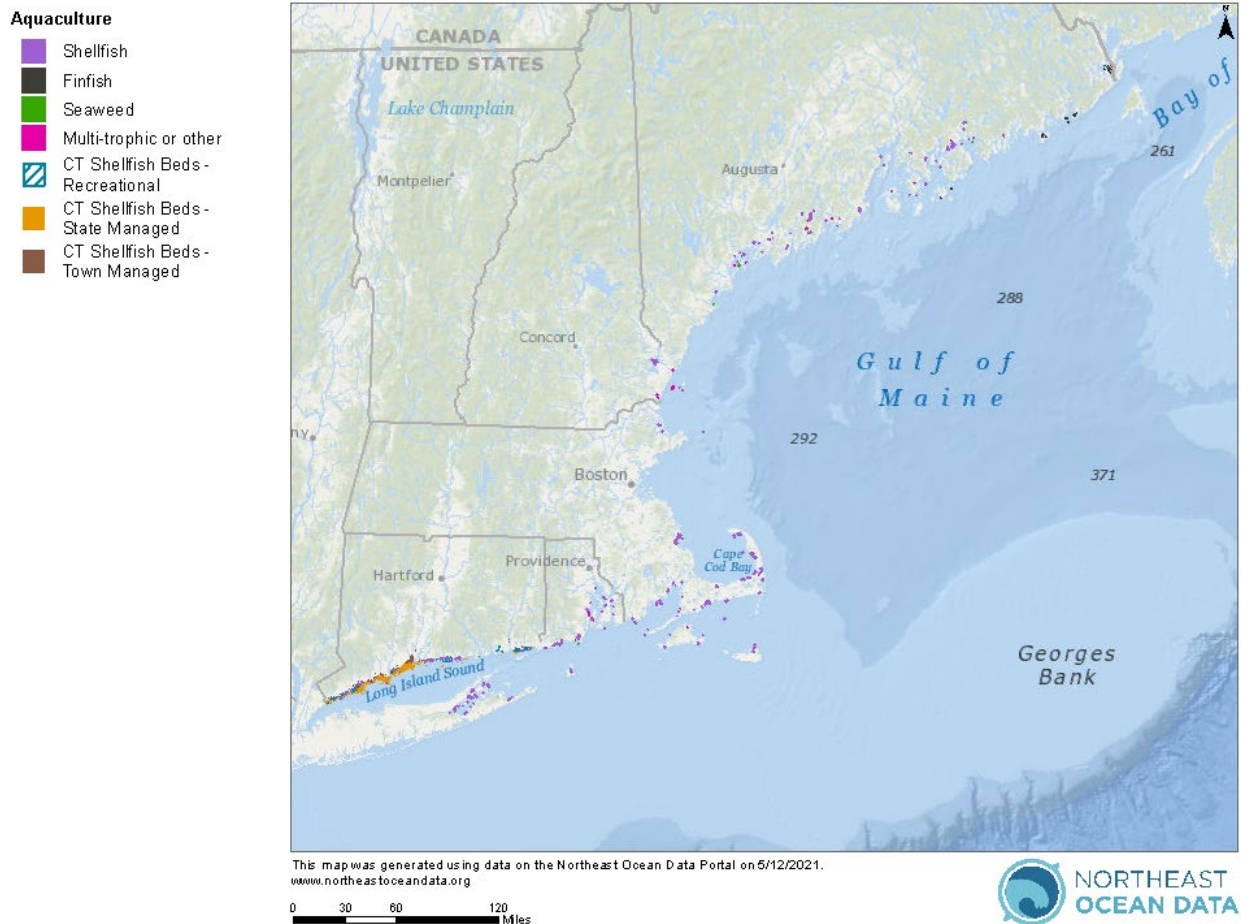 Aquaculture
Shellfish
Finfish
Seaweed
Multi-trophic or other
CT Shellfish Beds -
Recreational
CT Shellfish Beds -
State Managed
CT Shellfish Beds -
Town Managed
N
CANADA
UNITED STATES
Lake Champlain
Bay of
261
Montpelier
Augusta
288
Concord
Gulf of
Maine
ny
292
371
Boston
Cape
Cod Bay
Providence
Hartford
Georges
Bank
Long Island Sound
This map was generated using data on the Northeast Ocean Data Portal on 5/12/2021.
www.northeastoceandata.org
0 30 60 120
Miles
NORTHEAST
OCEAN DATA